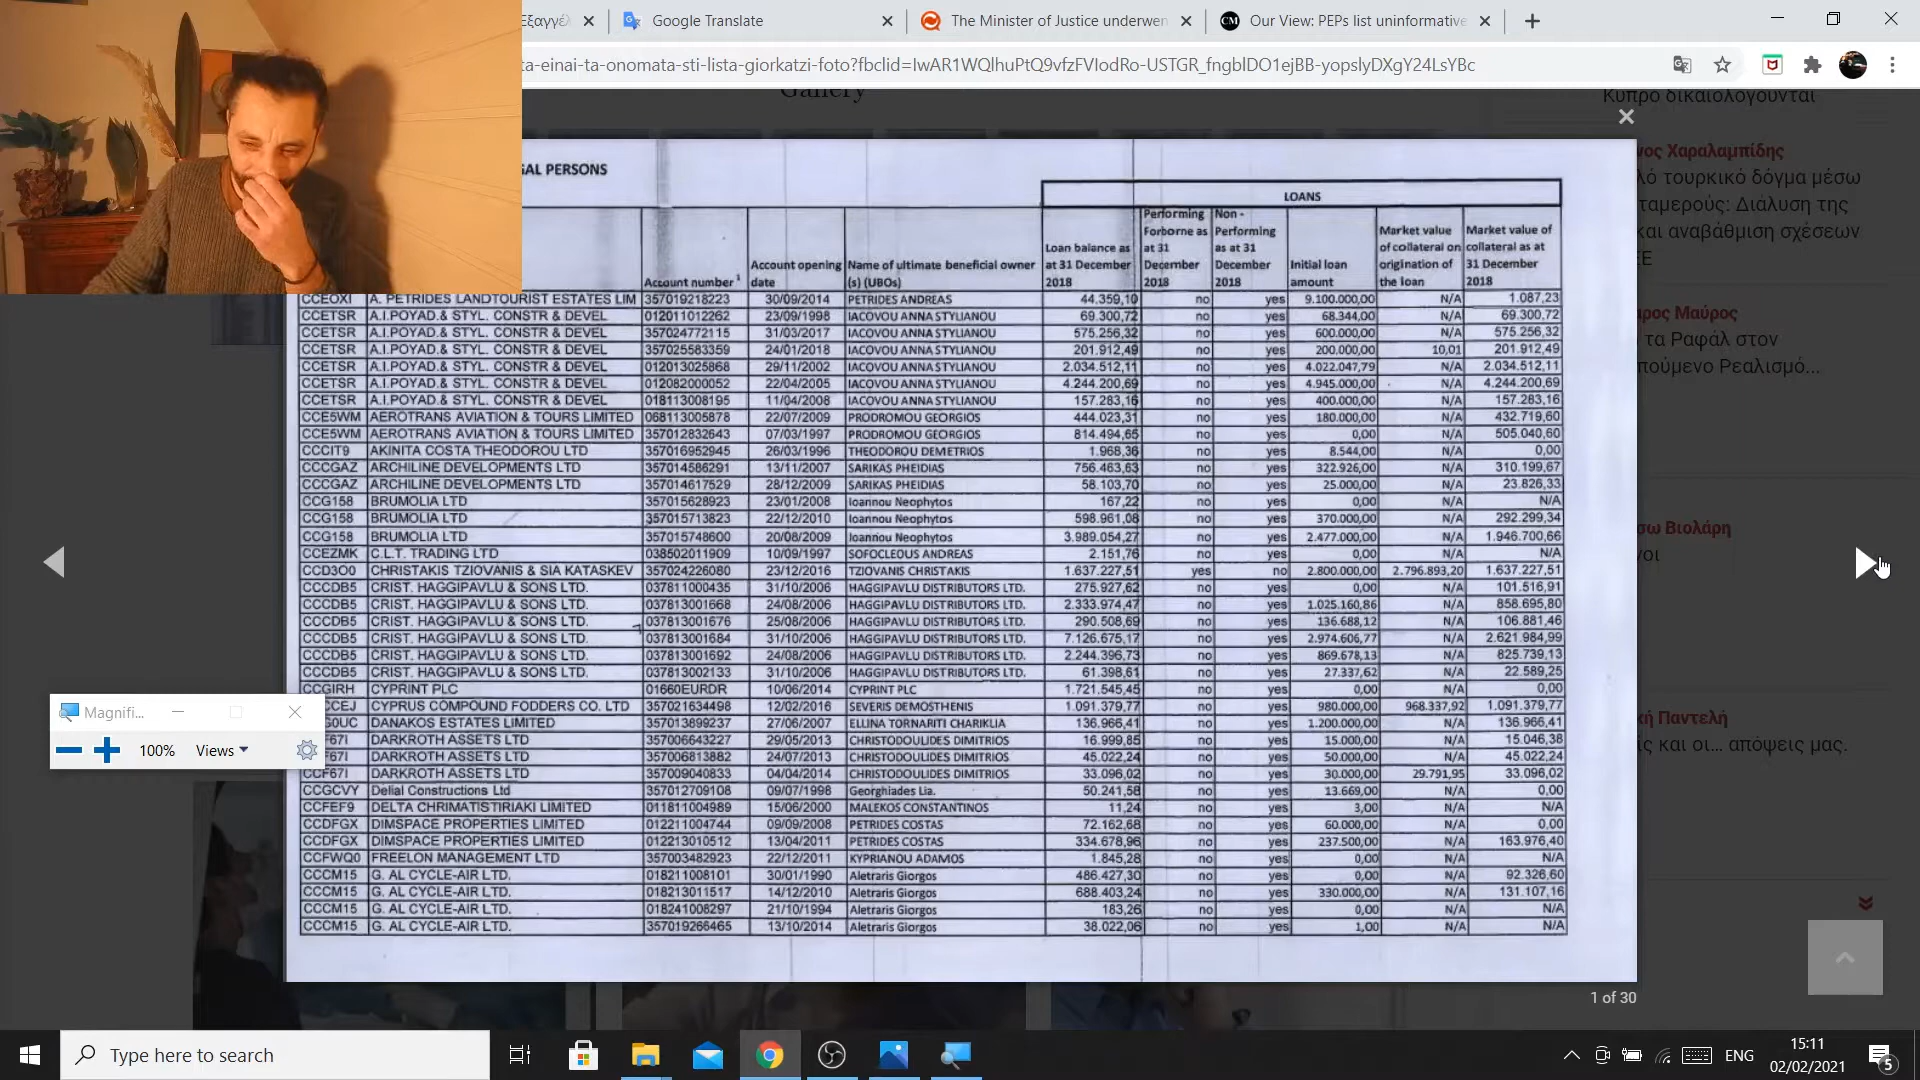 Εξαγγέλ
Google Translate
The Minister of Justice underwen
CM
Our View: PEPs list uninformative
ta-einai-ta-onomata-sti-lista-giorkatzi-foto?fbclid=IwAR1WQlhuPtQ9vfzFVIodRo-USTGR_fngblDO1ejBB-yopslyDXgY24LsYBc
Gallery
Κύπρο δικαιολογούνται
νος Χαραλαμπίδης
λό τουρκικό δόγμα μέσω
ταμερούς: Διάλυση της
και αναβάθμιση σχέσεων
ΕΕ
αρος Μαύρος
τα Ραφάλ στον
πούμενο Ρεαλισμό...
σω Βιολάρη
νοι
κή Παντελή
ίς και οι... απόψεις μας.
GAL PERSONS
LOANS
Account number 1 Account opening date Name of ultimate beneficial owner (s) (UBOs) Loan balance as at 31 December 2018 Performing Forborne as at 31 December 2018 Non - Performing as at 31 December 2018 Initial loan amount Market value of collateral on origination of the loan Market value of collateral as at 31 December 2018
CCEOXI A. PETRIDES LANDTOURIST ESTATES LIM 357019218223 30/09/2014 PETRIDES ANDREAS 44.359,10 no yes 9.100.000,00 N/A 1.087,23
CCETSR A.I.POYAD.& STYL. CONSTR & DEVEL 012011012262 23/09/1998 IACOVOU ANNA STYLIANOU 69.300,72 no yes 68.344,00 N/A 69.300,72
CCETSR A.I.POYAD.& STYL. CONSTR & DEVEL 357024772115 31/03/2017 IACOVOU ANNA STYLIANOU 575.256,32 no yes 600.000,00 N/A 575.256,32
CCETSR A.I.POYAD.& STYL. CONSTR & DEVEL 357025583359 24/01/2018 IACOVOU ANNA STYLIANOU 201.912,49 no yes 200.000,00 10,01 201.912,49
CCETSR A.I.POYAD.& STYL. CONSTR & DEVEL 012013025868 29/11/2002 IACOVOU ANNA STYLIANOU 2.034.512,11 no yes 4.022.047,79 N/A 2.034.512,11
CCETSR A.I.POYAD.& STYL. CONSTR & DEVEL 012082000052 22/04/2005 IACOVOU ANNA STYLIANOU 4.244.200,69 no yes 4.945.000,00 N/A 4.244.200,69
CCETSR A.I.POYAD.& STYL. CONSTR & DEVEL 018113008195 11/04/2008 IACOVOU ANNA STYLIANOU 157.283,16 no yes 400.000,00 N/A 157.283,16
CCE5WM AEROTRANS AVIATION & TOURS LIMITED 068113005878 22/07/2009 PRODROMOU GEORGIOS 444.023,31 no yes 180.000,00 N/A 432.719,60
CCE5WM AEROTRANS AVIATION & TOURS LIMITED 357012832643 07/03/1997 PRODROMOU GEORGIOS 814.494,65 no yes 0,00 N/A 505.040,60
CCCIT9 AKINITA COSTA THEODOROU LTD 357016952945 26/03/1996 THEODOROU DEMETRIOS 1.968,36 no yes 8.544,00 N/A 0,00
CCCGAZ ARCHILINE DEVELOPMENTS LTD 357014586291 13/11/2007 SARIKAS PHEIDIAS 756.463,63 no yes 322.926,00 N/A 310.199,67
CCCGAZ ARCHILINE DEVELOPMENTS LTD 357014617529 28/12/2009 SARIKAS PHEIDIAS 58.103,70 no yes 25.000,00 N/A 23.826,33
CCG158 BRUMOLIA LTD 357015628923 23/01/2008 Ioannou Neophytos 167,22 no yes 0,00 N/A N/A
CCG158 BRUMOLIA LTD 357015713823 22/12/2010 Ioannou Neophytos 598.961,08 no yes 370.000,00 N/A 292.299,34
CCG158 BRUMOLIA LTD 357015748600 20/08/2009 Ioannou Neophytos 3.989.054,27 no yes 2.477.000,00 N/A 1.946.700,66
CCEZMK C.L.T. TRADING LTD 038502011909 10/09/1997 SOFOCLEOUS ANDREAS 2.151,76 no yes 0,00 N/A N/A
CCD3O0 CHRISTAKIS TZIOVANIS & SIA KATASKEV 357024226080 23/12/2016 TZIOVANIS CHRISTAKIS 1.637.227,51 yes no 2.800.000,00 2.796.893,20 1.637.227,51
CCCDB5 CRIST. HAGGIPAVLU & SONS LTD. 037811000435 31/10/2006 HAGGIPAVLU DISTRIBUTORS LTD. 275.927,62 no yes 0,00 N/A 101.516,91
CCCDB5 CRIST. HAGGIPAVLU & SONS LTD. 037813001668 24/08/2006 HAGGIPAVLU DISTRIBUTORS LTD. 2.333.974,47 no yes 1.025.160,86 N/A 858.695,80
CCCDB5 CRIST. HAGGIPAVLU & SONS LTD. 037813001676 25/08/2006 HAGGIPAVLU DISTRIBUTORS LTD. 290.508,69 no yes 136.688,12 N/A 106.881,46
CCCDB5 CRIST. HAGGIPAVLU & SONS LTD. 037813001684 31/10/2006 HAGGIPAVLU DISTRIBUTORS LTD. 7.126.675,17 no yes 2.974.606,77 N/A 2.621.984,99
CCCDB5 CRIST. HAGGIPAVLU & SONS LTD. 037813001692 24/08/2006 HAGGIPAVLU DISTRIBUTORS LTD. 2.244.396,73 no yes 869.678,13 N/A 825.739,13
CCCDB5 CRIST. HAGGIPAVLU & SONS LTD. 037813002133 31/10/2006 HAGGIPAVLU DISTRIBUTORS LTD. 61.398,61 no yes 27.337,62 N/A 22.589,25
CCGIRH CYPRINT PLC 01660EURDR 10/06/2014 CYPRINT PLC 1.721.545,45 no yes 0,00 N/A 0,00
CCEJ CYPRUS COMPOUND FODDERS CO. LTD 357021634498 12/02/2016 SEVERIS DEMOSTHENIS 1.091.379,77 no yes 980.000,00 968.337,92 1.091.379,77
G0UC DANAKOS ESTATES LIMITED 357013899237 27/06/2007 ELLINA TORNARITI CHARIKLIA 136.966,41 no yes 1.200.000,00 N/A 136.966,41
F67I DARKROTH ASSETS LTD 357006643227 29/05/2013 CHRISTODOULIDES DIMITRIOS 16.999,85 no yes 15.000,00 N/A 15.046,38
F67I DARKROTH ASSETS LTD 357006813882 24/07/2013 CHRISTODOULIDES DIMITRIOS 45.022,24 no yes 50.000,00 N/A 45.022,24
CCF67I DARKROTH ASSETS LTD 357009040833 04/04/2014 CHRISTODOULIDES DIMITRIOS 33.096,02 no yes 30.000,00 29.791,95 33.096,02
CCGCVY Delial Constructions Ltd 357012709108 09/07/1998 Georghiades Lia. 50.241,58 no yes 13.669,00 N/A 0,00
CCFEF9 DELTA CHRIMATISTIRIAKI LIMITED 011811004989 15/06/2000 MALEKOS CONSTANTINOS 11,24 no yes 3,00 N/A N/A
CCDFGX DIMSPACE PROPERTIES LIMITED 012211004744 09/09/2008 PETRIDES COSTAS 72.162,68 no yes 60.000,00 N/A 0,00
CCDFGX DIMSPACE PROPERTIES LIMITED 012213010512 13/04/2011 PETRIDES COSTAS 334.678,96 no yes 237.500,00 N/A 163.976,40
CCFWQ0 FREELON MANAGEMENT LTD 357003482923 22/12/2011 KYPRIANOU ADAMOS 1.845,28 no yes 0,00 N/A N/A
CCCM15 G. AL CYCLE-AIR LTD. 018211008101 30/01/1990 Aletraris Giorgos 486.427,30 no yes 0,00 N/A 92.326,60
CCCM15 G. AL CYCLE-AIR LTD. 018213011517 14/12/2010 Aletraris Giorgos 688.403,24 no yes 330.000,00 N/A 131.107,16
CCCM15 G. AL CYCLE-AIR LTD. 018241008297 21/10/1994 Aletraris Giorgos 183,26 no yes 0,00 N/A N/A
CCCM15 G. AL CYCLE-AIR LTD. 357019266465 13/10/2014 Aletraris Giorgos 38.022,06 no yes 1,00 N/A N/A
Magnifi...
100% Views
1 of 30
Type here to search
ENG
15:11
02/02/2021
5